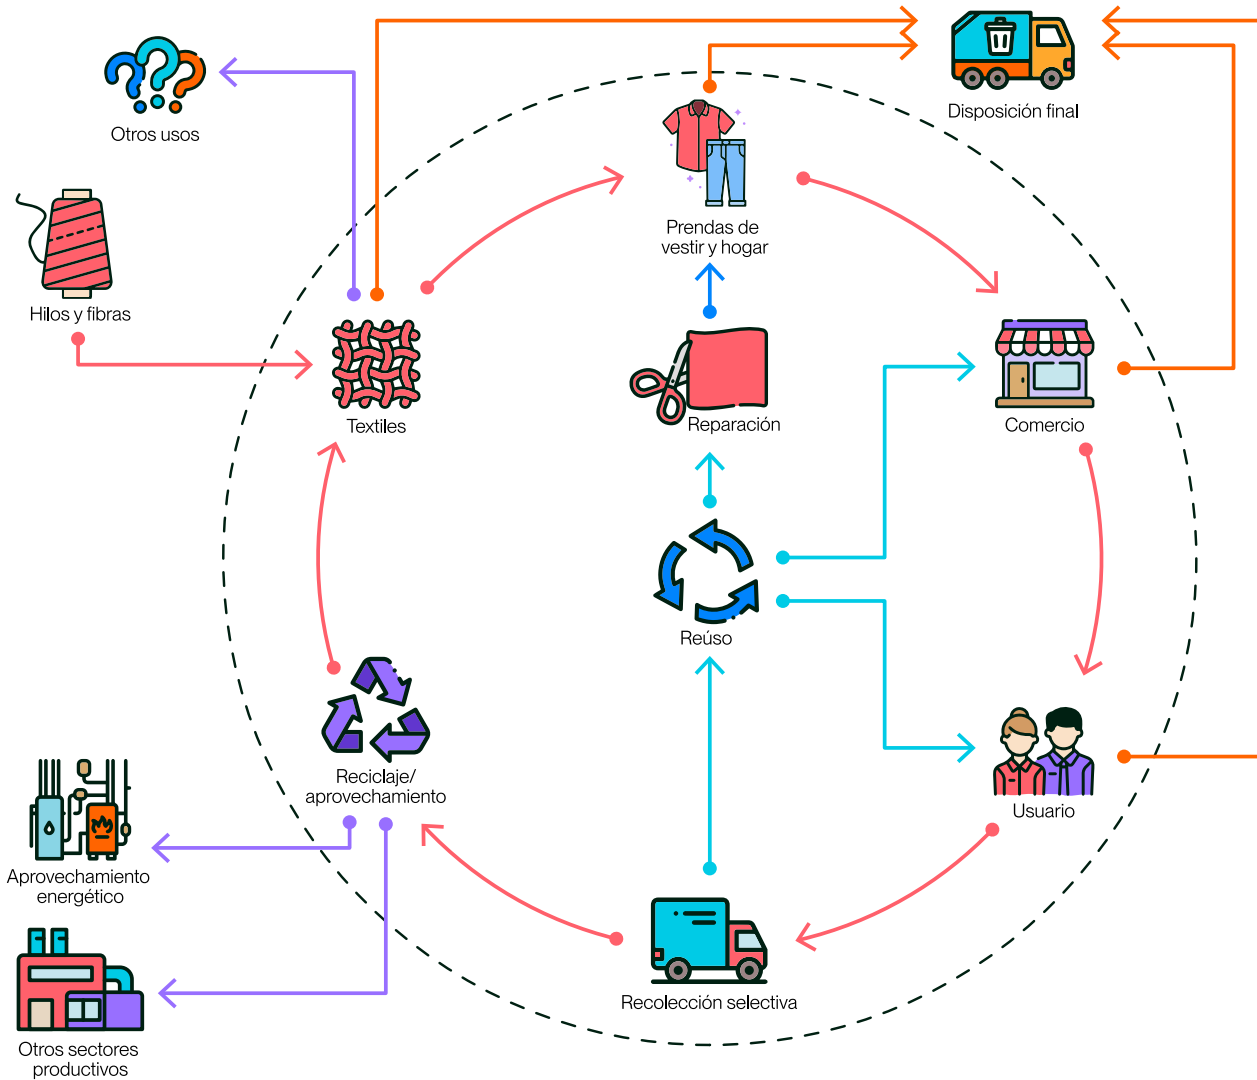 Otros usos
Disposición final
Prendas de
vestir y hogar
Hilos y fibras
Textiles
Reparación
Comercio
Reúso
Reciclaje/
aprovechamiento
Usuario
Aprovechamiento
energético
Recolección selectiva
Otros sectores
productivos